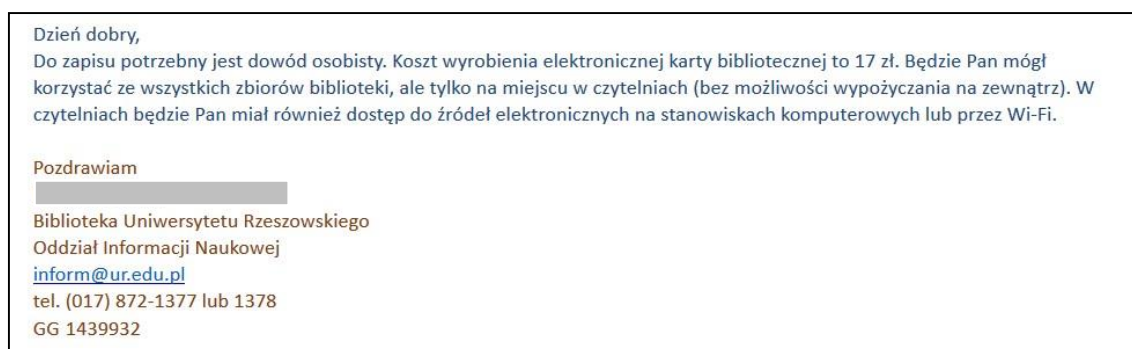 Dzień dobry,
Do zapisu potrzebny jest dowód osobisty. Koszt wyrobienia elektronicznej karty bibliotecznej to 17 zł. Będzie Pan mógł
korzystać ze wszystkich zbiorów biblioteki, ale tylko na miejscu w czytelniach (bez możliwości wypożyczania na zewnątrz). W
czytelniach będzie Pan miał również dostęp do źródeł elektronicznych na stanowiskach komputerowych lub przez Wi-Fi.
Pozdrawiam
Biblioteka Uniwersytetu Rzeszowskiego
Oddział Informacji Naukowej
inform@ur.edu.pl
tel. (017) 872-1377 lub 1378
GG 1439932